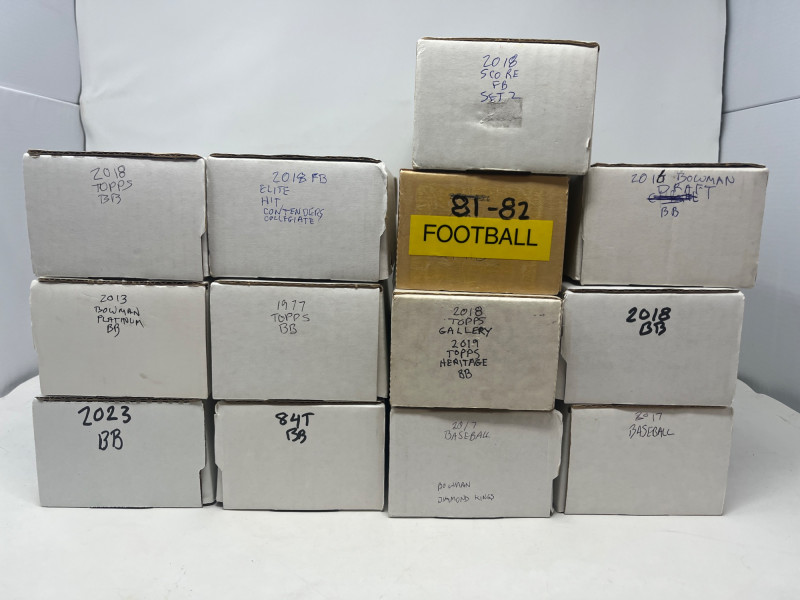 2018
SCORE
FB
SET 2
2018
TOPPS
BB
2018 FB
ELITE
HIT
CONTENDERS
COLLEGIATE
81-82
FOOTBALL
2016 BOWMAN
DRAFT
BB
2013
BOWMAN
PLATINUM
BB
1977
TOPPS
BB
2018
TOPPS
GALLERY
2019
TOPPS
HERITAGE
BB
2018
BB
2023
BB
84T
BB
2017
BASEBALL
BOWMAN
DIAMOND KINGS
2017
BASEBALL